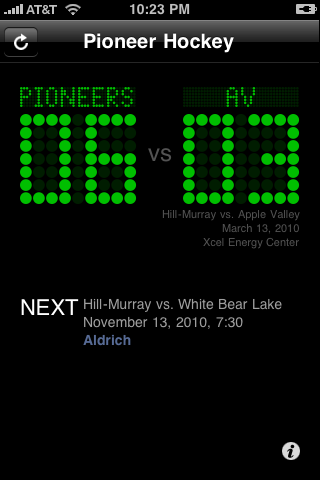 AT&T 10:23 PM
Pioneer Hockey
PIONEERS AV
06 vs 03
Hill-Murray vs. Apple Valley
March 13, 2010
Xcel Energy Center
NEXT Hill-Murray vs. White Bear Lake
November 13, 2010, 7:30
Aldrich
i